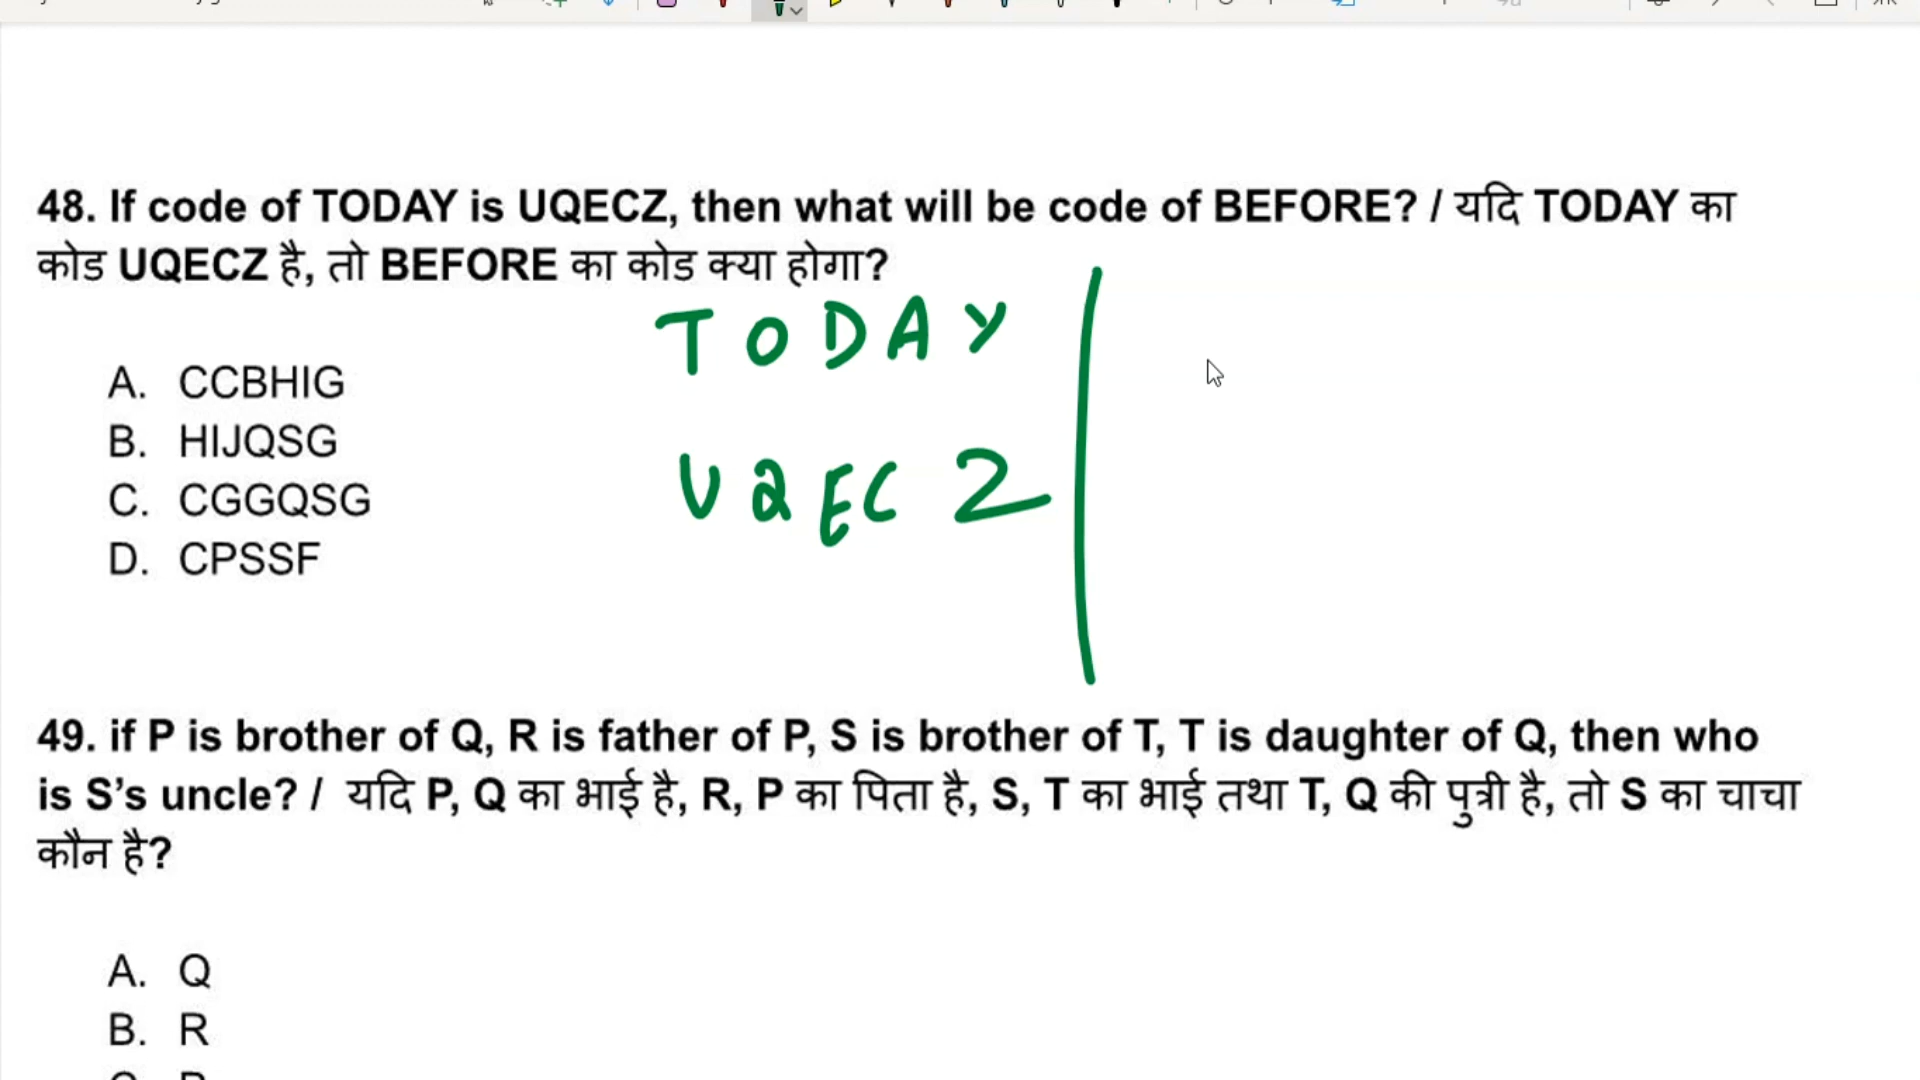 48. If code of TODAY is UQECZ, then what will be code of BEFORE? / यदि TODAY का
कोड UQECZ है, तो BEFORE का कोड क्या होगा?
T O D A Y
A. CCBHIG
B. HIJQSG
U Q E C Z
C. CGGQSG
D. CPSSF
49. if P is brother of Q, R is father of P, S is brother of T, T is daughter of Q, then who
is S’s uncle? / यदि P, Q का भाई है, R, P का पिता है, S, T का भाई तथा T, Q की पुत्री है, तो S का चाचा
कौन है?
A. Q
B. R